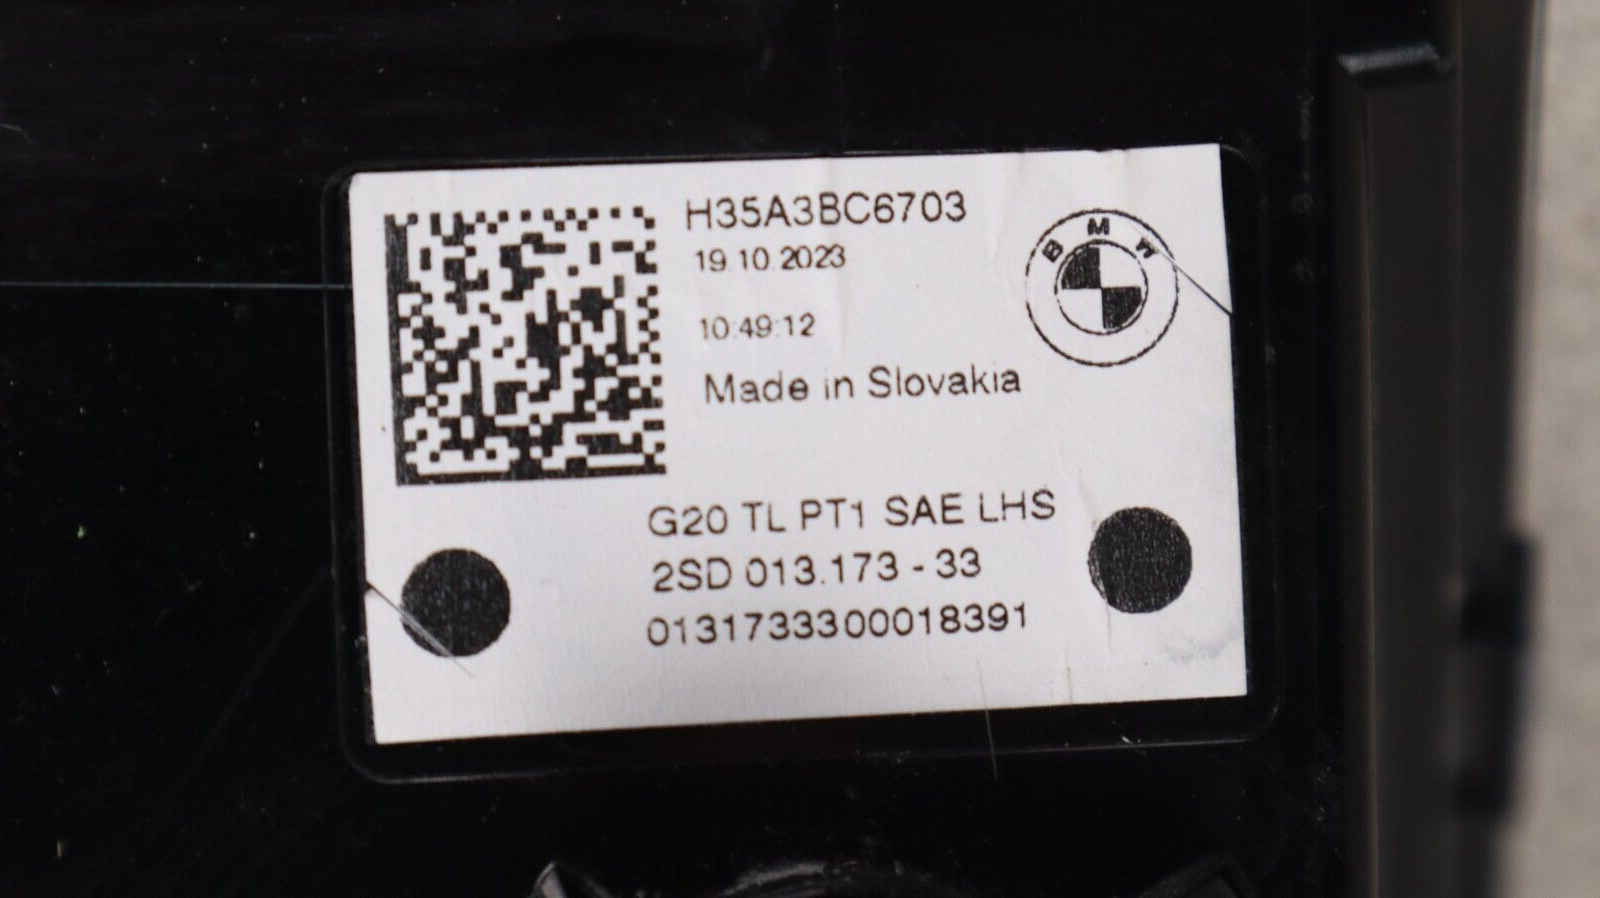 H35A3BC6703
19.10.2023
10:49:12
BMW
Made in Slovakia
G20 TL PT1 SAE LHS
2SD 013.173 - 33
0131733300018391